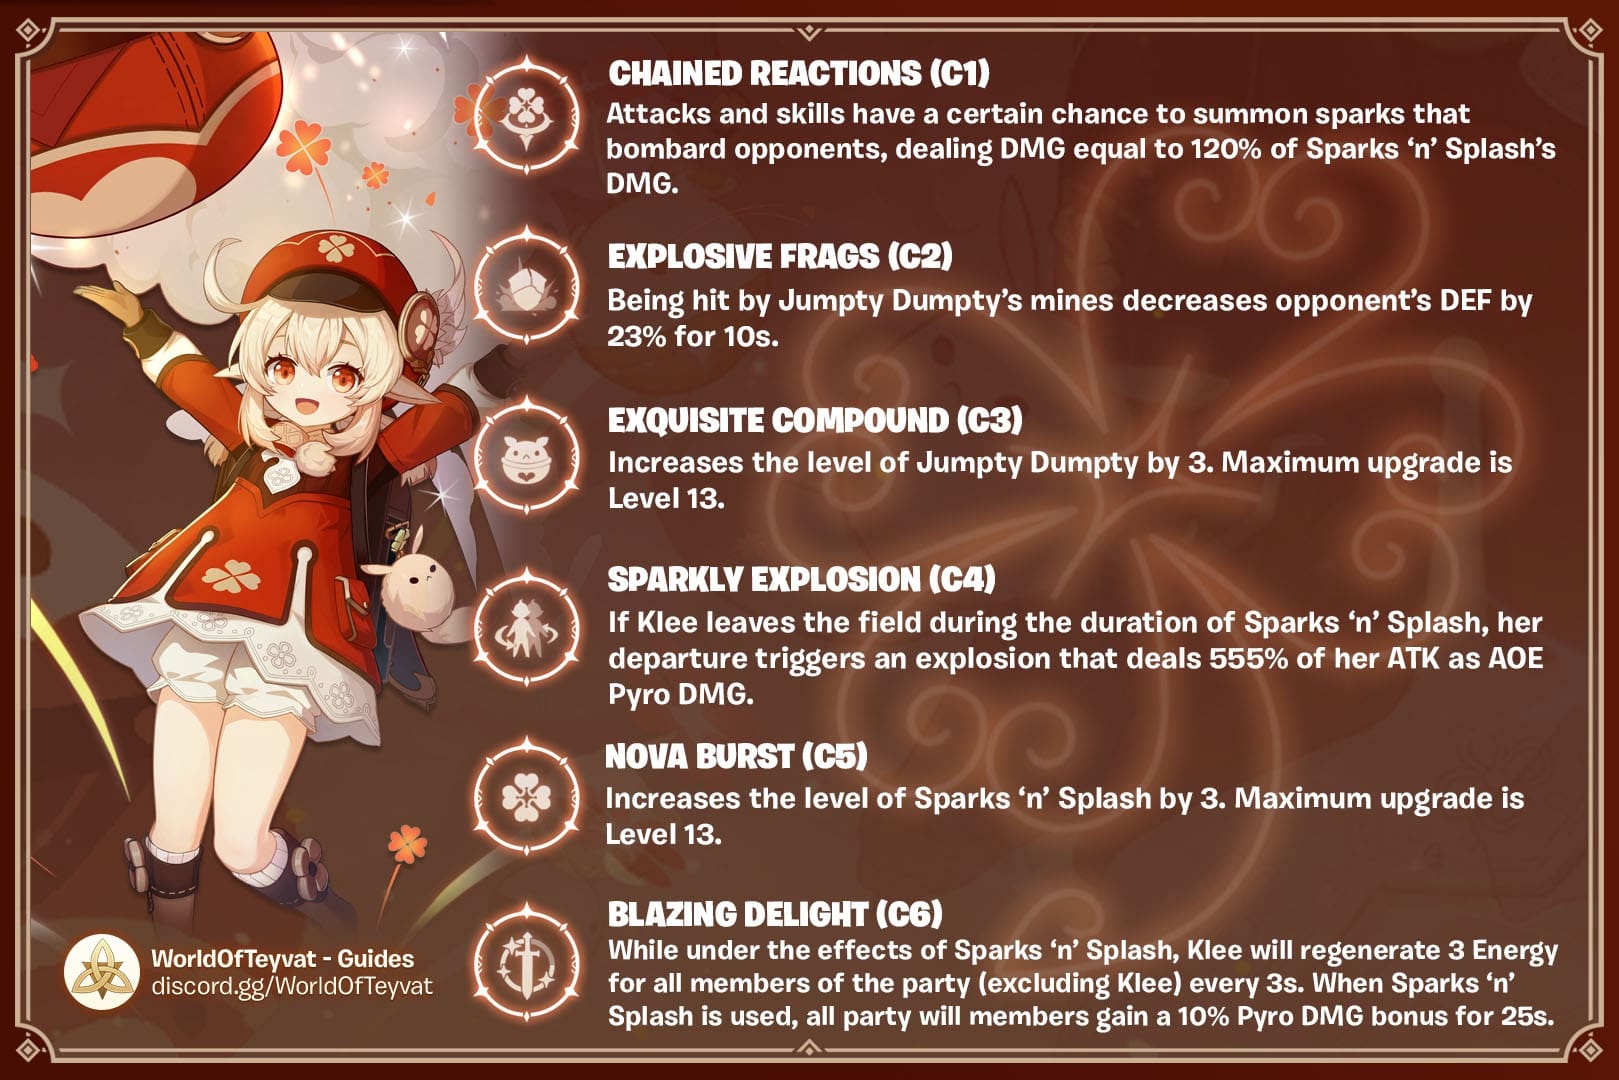 CHAINED REACTIONS (C1)
Attacks and skills have a certain chance to summon sparks that
bombard opponents, dealing DMG equal to 120% of Sparks ‘n’ Splash’s
DMG.
EXPLOSIVE FRAGS (C2)
Being hit by Jumpty Dumpty’s mines decreases opponent’s DEF by
23% for 10s.
EXQUISITE COMPOUND (C3)
Increases the level of Jumpty Dumpty by 3. Maximum upgrade is
Level 13.
SPARKLY EXPLOSION (C4)
If Klee leaves the field during the duration of Sparks ‘n’ Splash, her
departure triggers an explosion that deals 555% of her ATK as AOE
Pyro DMG.
NOVA BURST (C5)
Increases the level of Sparks ‘n’ Splash by 3. Maximum upgrade is
Level 13.
BLAZING DELIGHT (C6)
While under the effects of Sparks ‘n’ Splash, Klee will regenerate 3 Energy
for all members of the party (excluding Klee) every 3s. When Sparks ‘n’
Splash is used, all party will members gain a 10% Pyro DMG bonus for 25s.
WorldOfTeyvat - Guides
discord.gg/WorldOfTeyvat